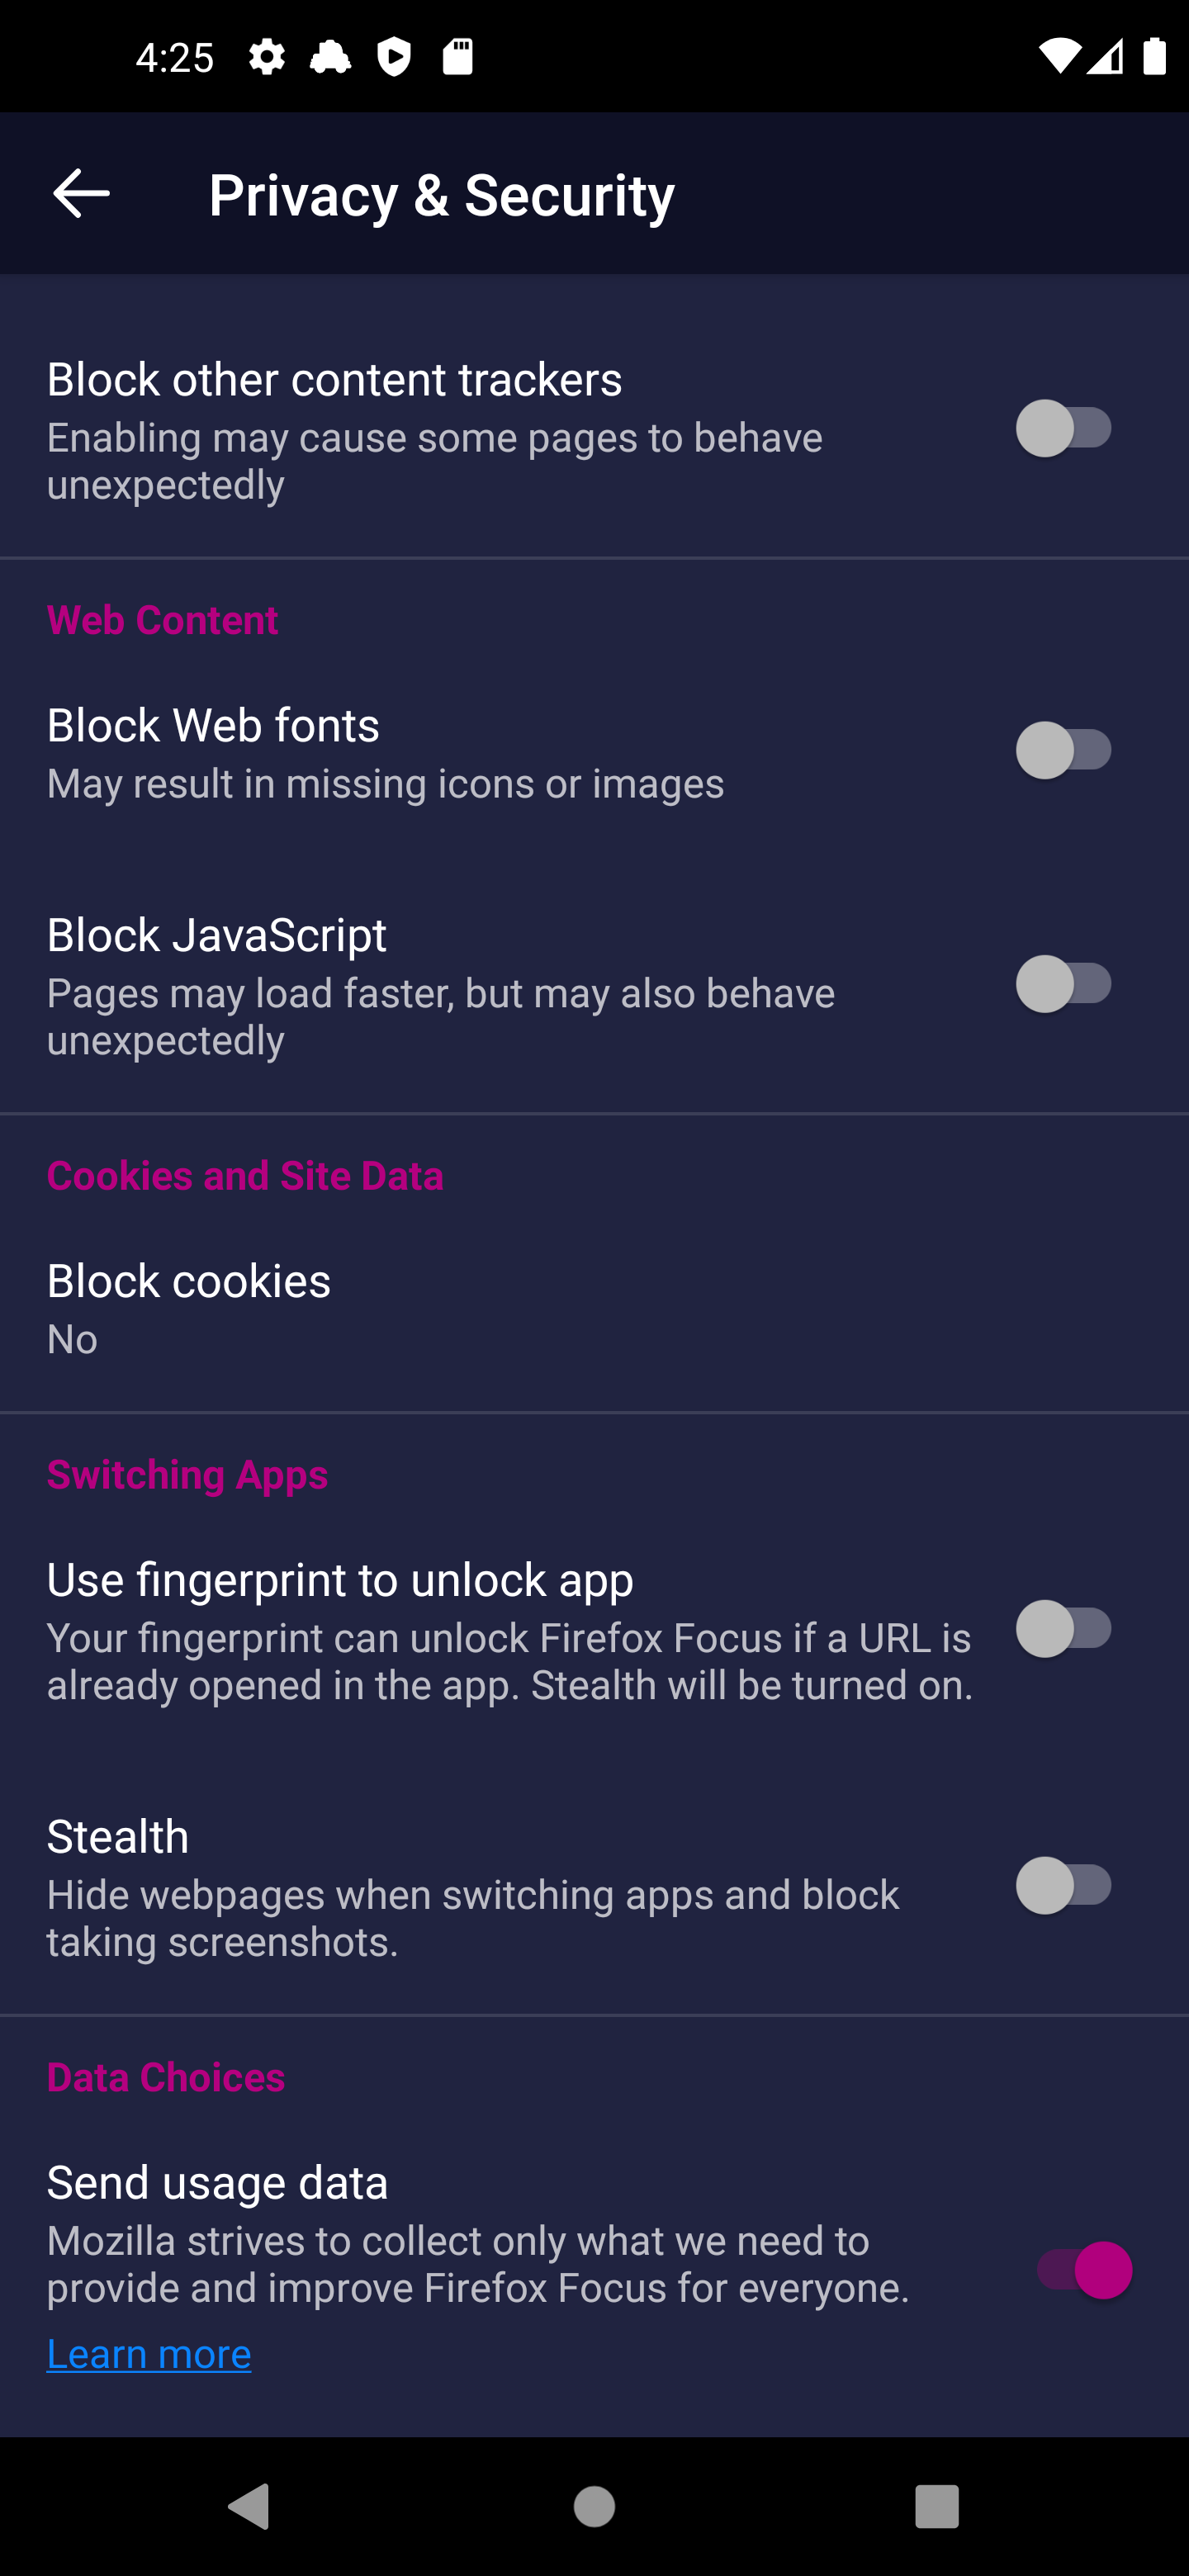 4:25
Privacy & Security
Block other content trackers
Enabling may cause some pages to behave
unexpectedly
Web Content
Block Web fonts
May result in missing icons or images
Block JavaScript
Pages may load faster, but may also behave
unexpectedly
Cookies and Site Data
Block cookies
No
Switching Apps
Use fingerprint to unlock app
Your fingerprint can unlock Firefox Focus if a URL is
already opened in the app. Stealth will be turned on.
Stealth
Hide webpages when switching apps and block
taking screenshots.
Data Choices
Send usage data
Mozilla strives to collect only what we need to
provide and improve Firefox Focus for everyone.
Learn more